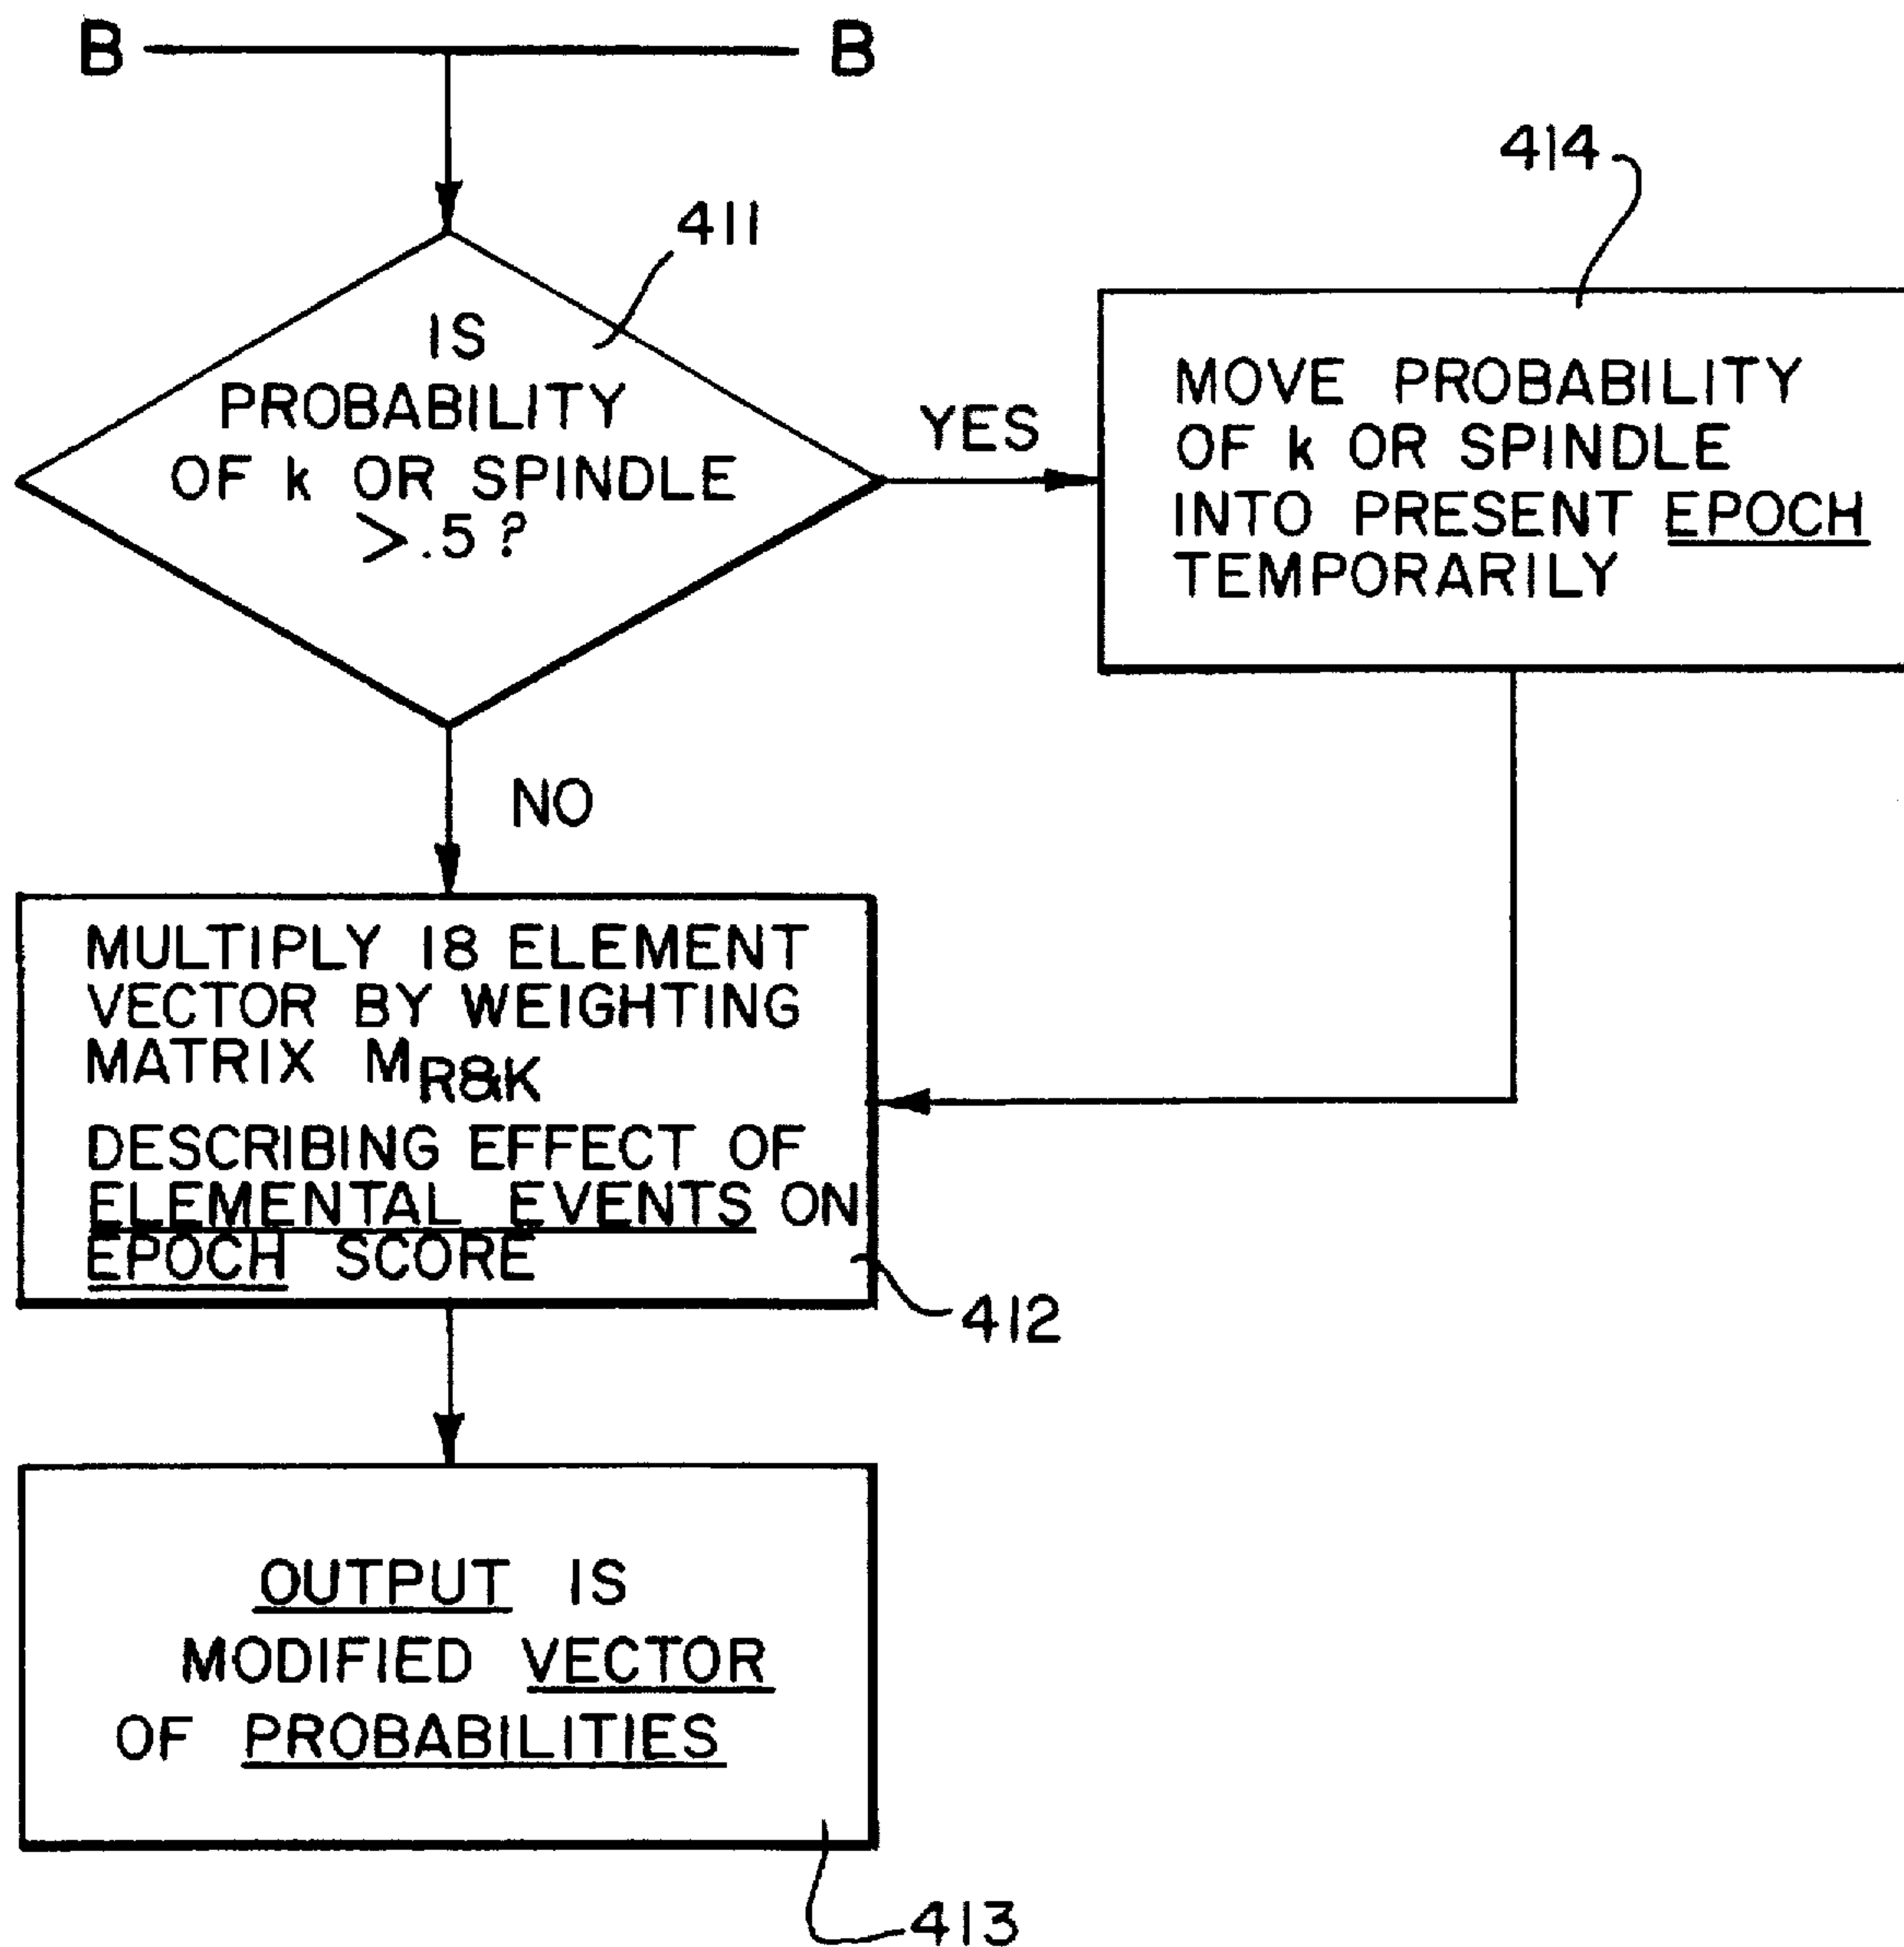 B B
411
IS
PROBABILITY
OF k OR SPINDLE
>.5?
YES
414
MOVE PROBABILITY
OF k OR SPINDLE
INTO PRESENT EPOCH
TEMPORARILY
NO
MULTIPLY 18 ELEMENT
VECTOR BY WEIGHTING
MATRIX MR&K
DESCRIBING EFFECT OF
ELEMENTAL EVENTS ON
EPOCH SCORE
412
OUTPUT IS
MODIFIED VECTOR
OF PROBABILITIES
413